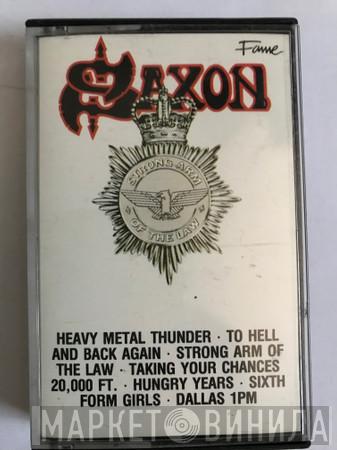 Fame
SAXON
STRONG ARM
OF THE LAW
HEAVY METAL THUNDER · TO HELL
AND BACK AGAIN · STRONG ARM OF
THE LAW · TAKING YOUR CHANCES
20,000 FT. · HUNGRY YEARS · SIXTH
FORM GIRLS · DALLAS 1PM
МАРКЕТ ВИНИЛА